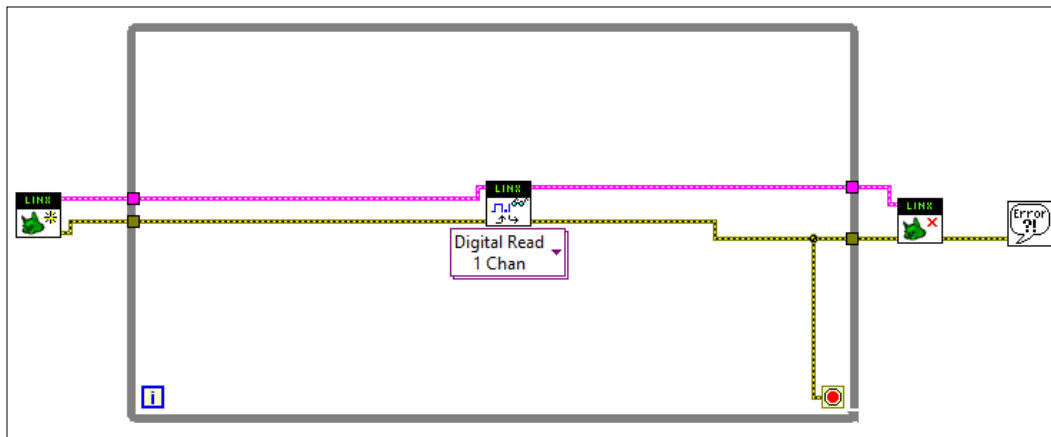 LINX
LINX
Digital Read
1 Chan
LINX
Error
?!
i